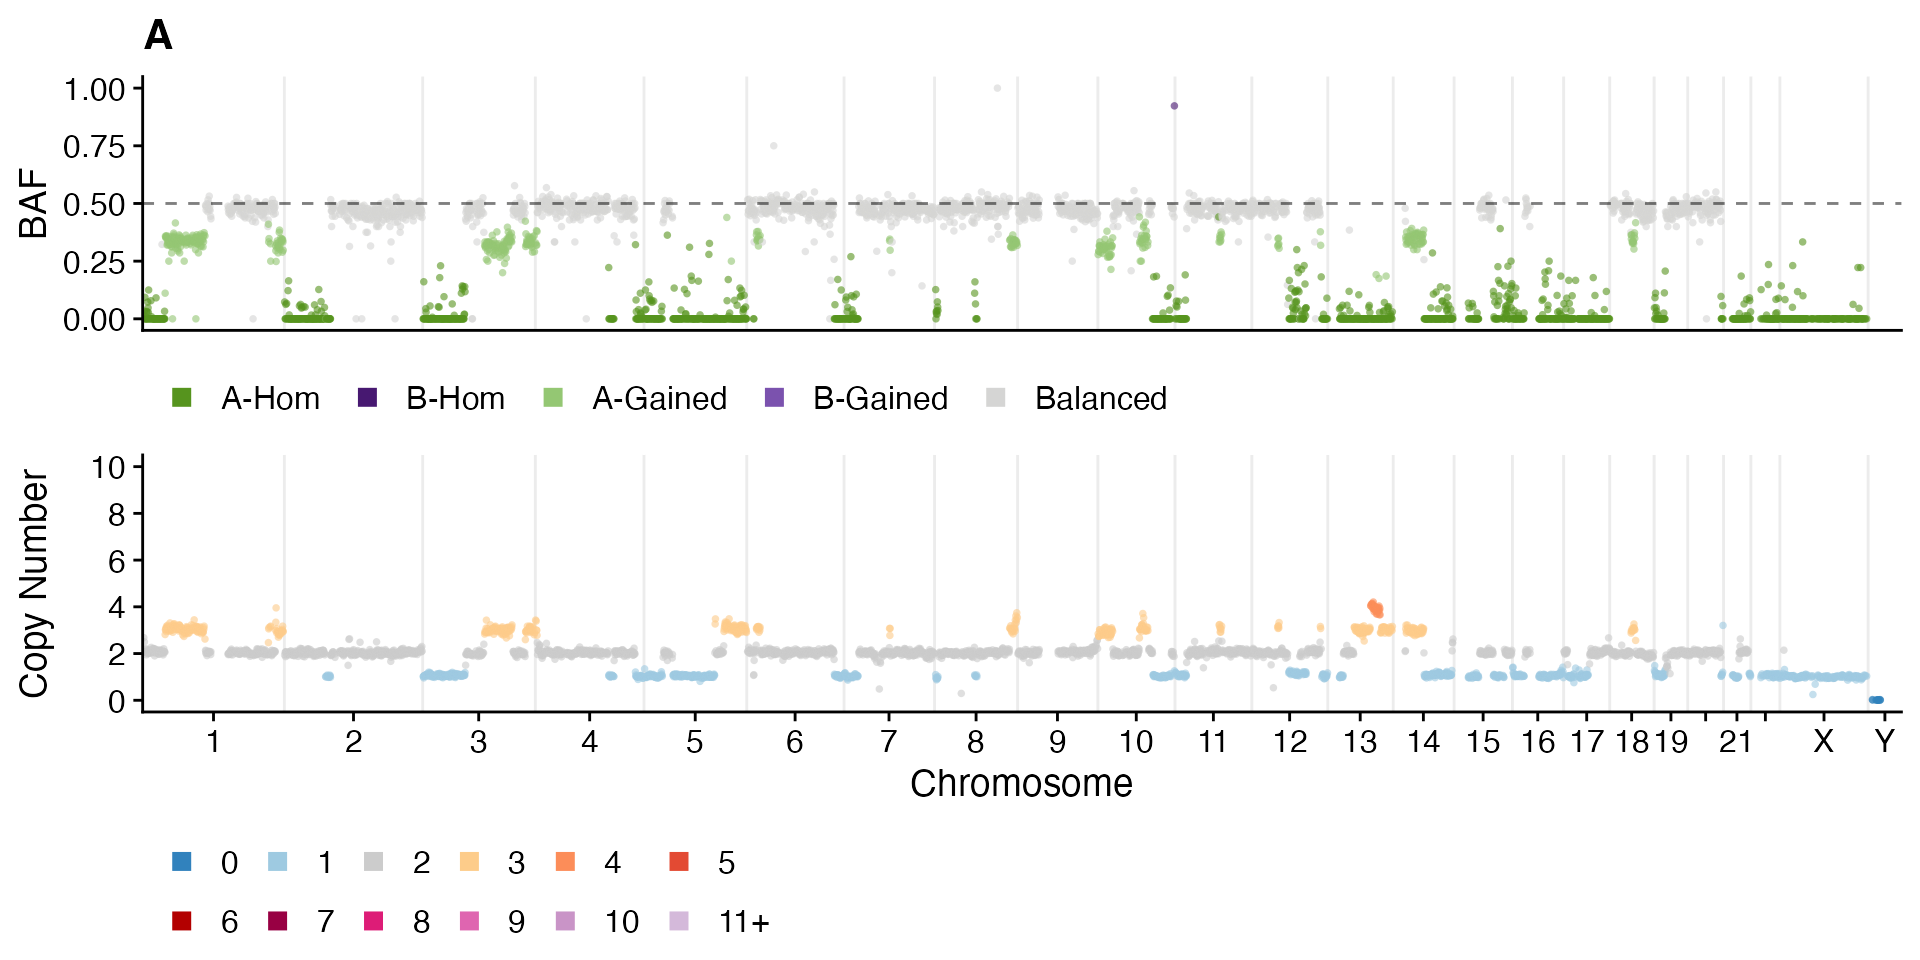 A
BAF
1.00
0.75
0.50
0.25
0.00
A-Hom B-Hom A-Gained B-Gained Balanced
Copy Number
10
8
6
4
2
0
1 2 3 4 5 6 7 8 9 10 11 12 13 14 15 16 17 18 19 21 X Y
Chromosome
0 1 2 3 4 5
6 7 8 9 10 11+